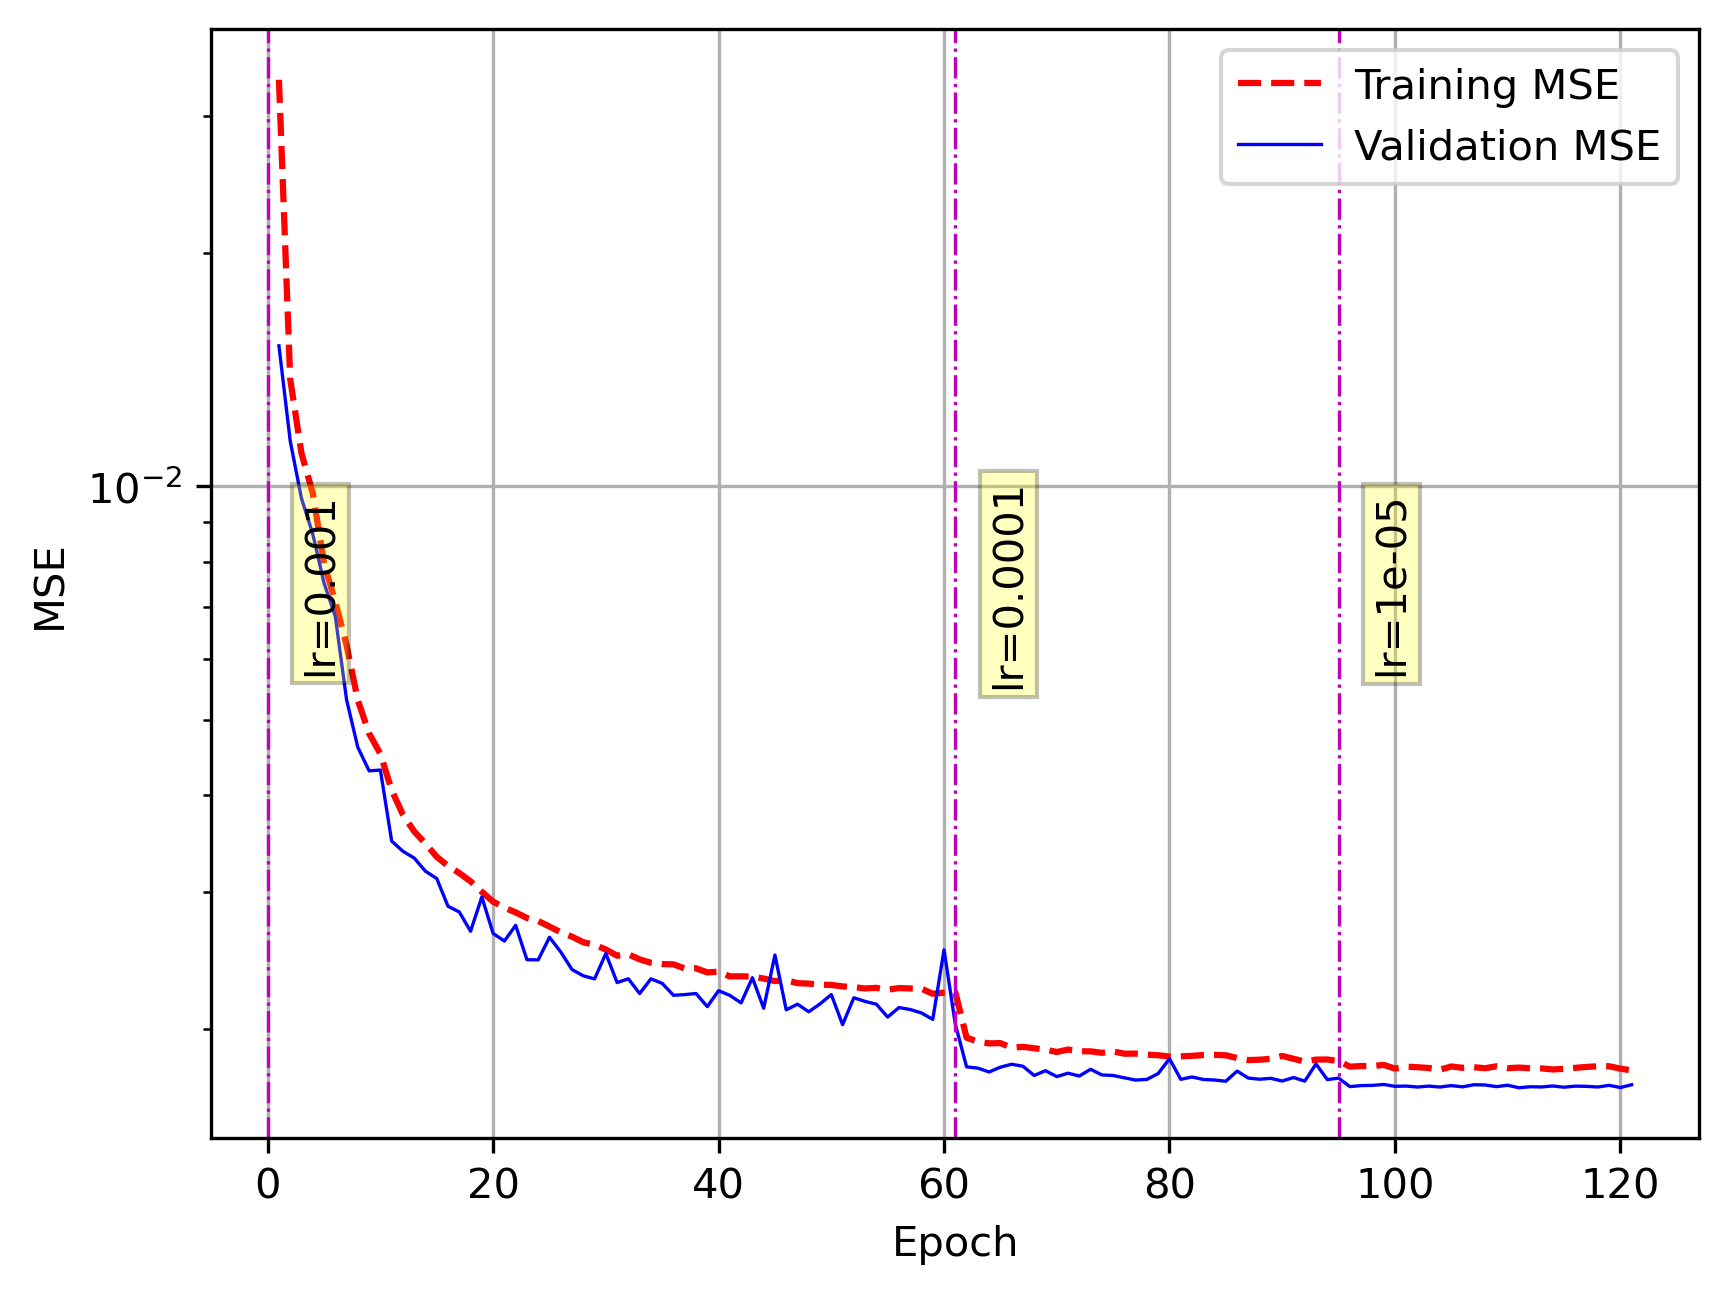 Training MSE
Validation MSE
MSE
10⁻²
lr=0.001
lr=0.0001
lr=1e-05
0 20 40 60 80 100 120
Epoch